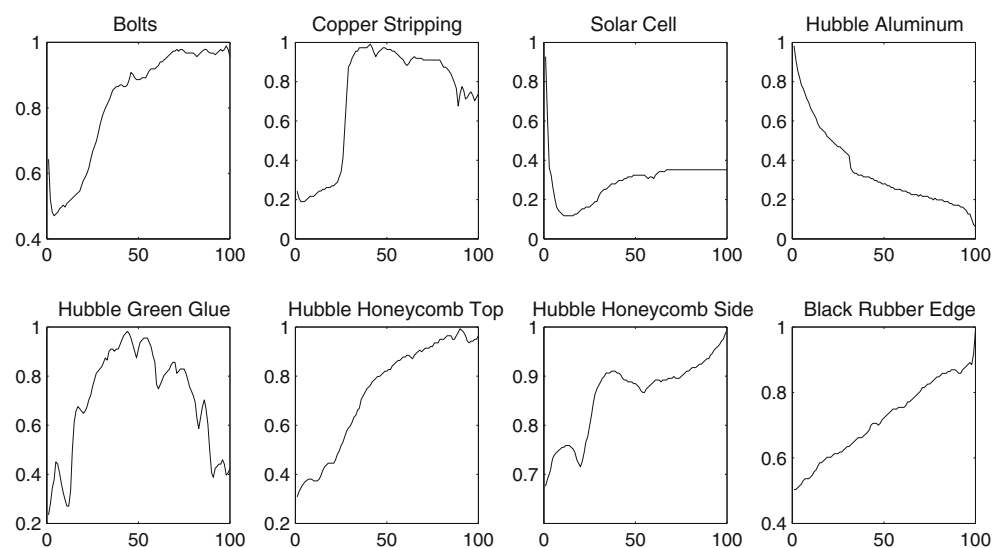 Bolts Copper Stripping Solar Cell Hubble Aluminum
1 1 1 1
0.8 0.8 0.8
0.8
0.6 0.6 0.6
0.4 0.4 0.4
0.6
0.2 0.2 0.2
0.4 0 0 0
0 50 100 0 50 100 0 50 100 0 50 100
Hubble Green Glue Hubble Honeycomb Top Hubble Honeycomb Side Black Rubber Edge
1 1 1 1
0.9
0.8 0.8 0.8
0.8
0.6 0.6 0.6
0.4 0.4 0.7
0.2 0.2 0.4
0 50 100 0 50 100 0 50 100 0 50 100